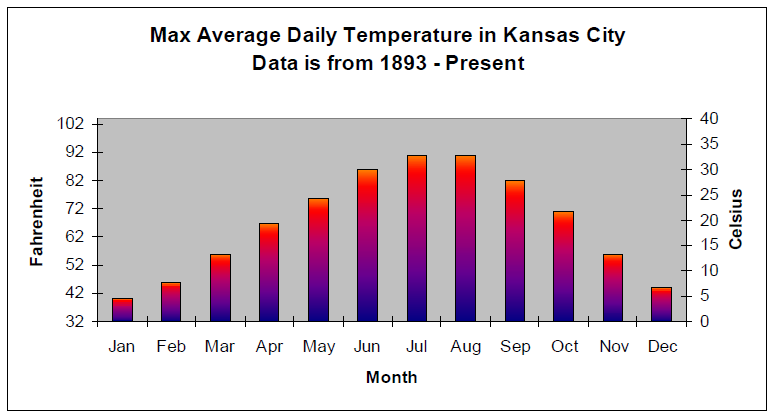 Max Average Daily Temperature in Kansas City
Data is from 1893 - Present
Fahrenheit
102
92
82
72
62
52
42
32
40
35
30
25
20
15
10
5
0
Celsius
Jan Feb Mar Apr May Jun Jul Aug Sep Oct Nov Dec
Month